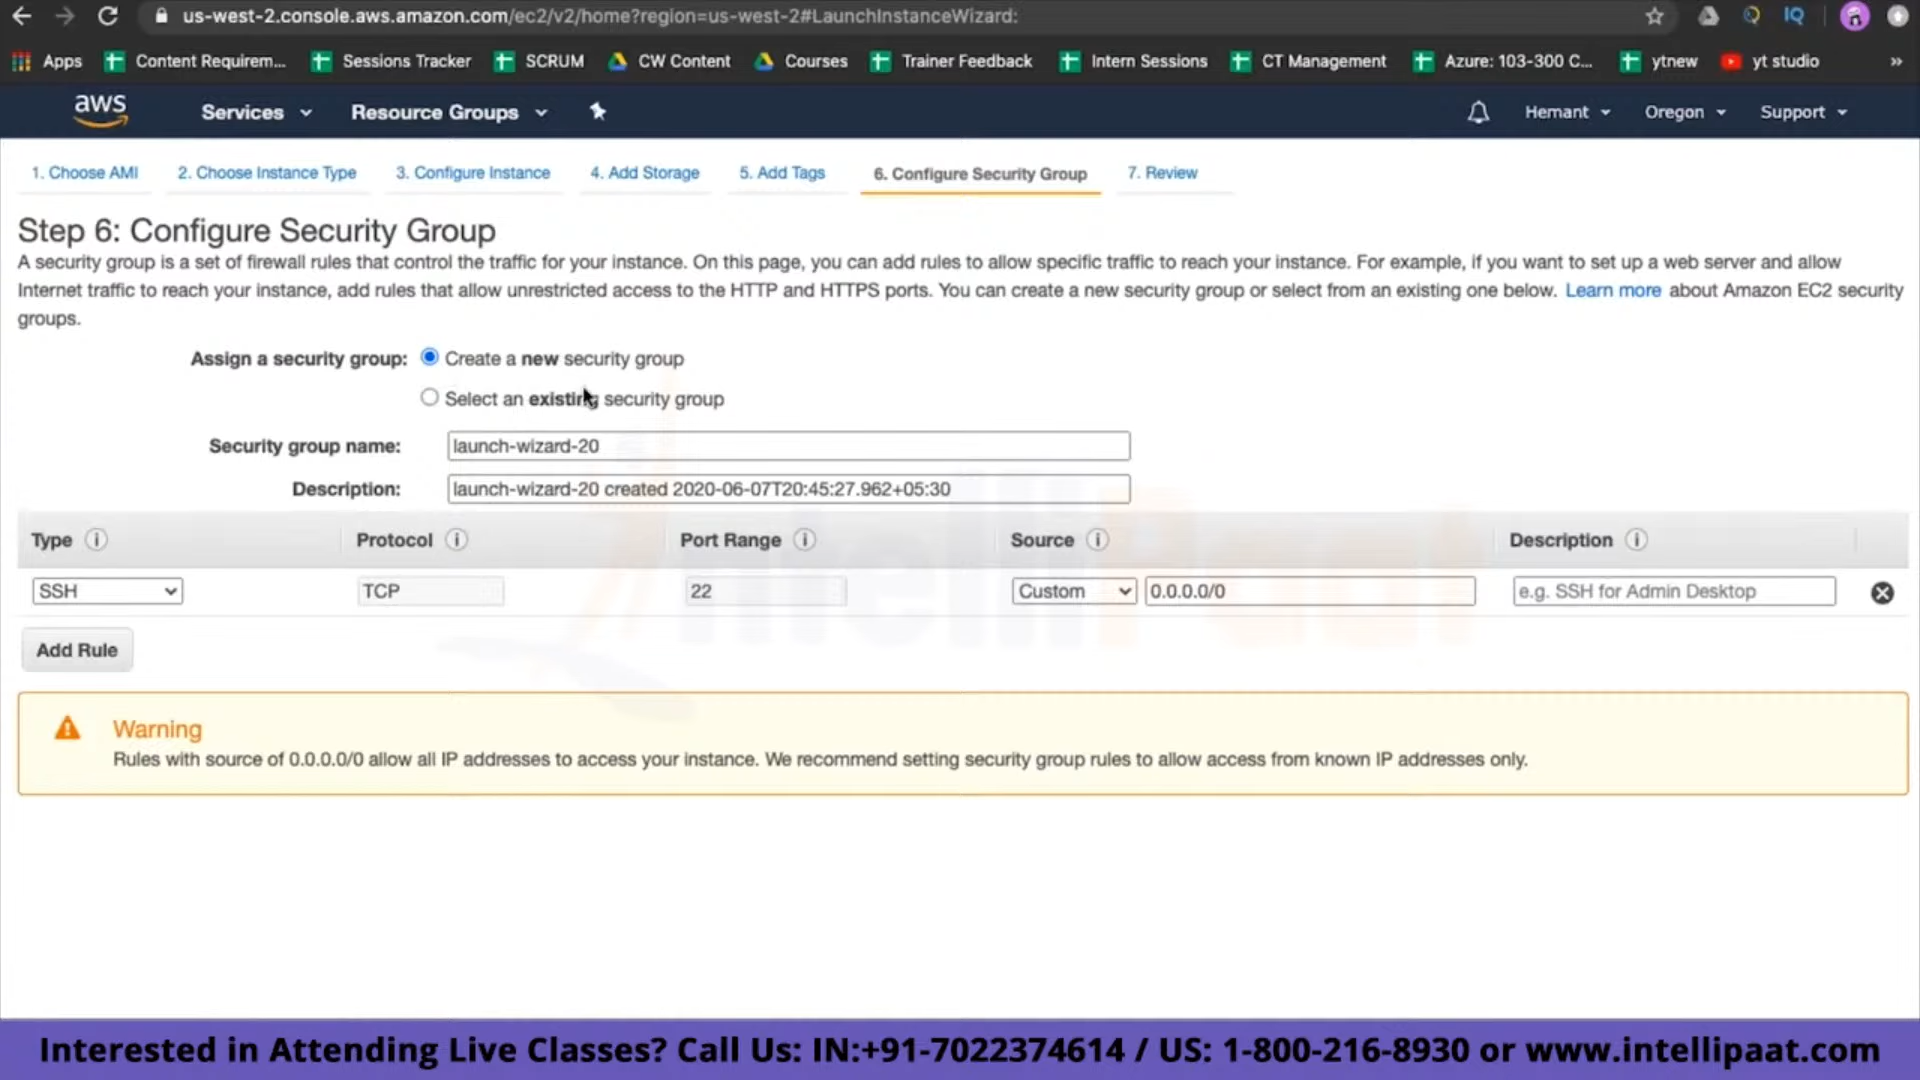 us-west-2.console.aws.amazon.com/ec2/v2/home?region=us-west-2#LaunchInstanceWizard:
IQ
Apps Content Requirem... Sessions Tracker SCRUM CW Content Courses Trainer Feedback Intern Sessions CT Management Azure: 103-300 C... ytnew yt studio »
aws Services Resource Groups Hemant Oregon Support
1. Choose AMI 2. Choose Instance Type 3. Configure Instance 4. Add Storage 5. Add Tags 6. Configure Security Group 7. Review
Step 6: Configure Security Group
A security group is a set of firewall rules that control the traffic for your instance. On this page, you can add rules to allow specific traffic to reach your instance. For example, if you want to set up a web server and allow
Internet traffic to reach your instance, add rules that allow unrestricted access to the HTTP and HTTPS ports. You can create a new security group or select from an existing one below. Learn more about Amazon EC2 security
groups.
Assign a security group: Create a new security group
Select an existing security group
Security group name: launch-wizard-20
Description: launch-wizard-20 created 2020-06-07T20:45:27.962+05:30
Type i Protocol i Port Range i Source i Description i
SSH TCP 22 Custom 0.0.0.0/0 e.g. SSH for Admin Desktop
Add Rule
Warning
Rules with source of 0.0.0.0/0 allow all IP addresses to access your instance. We recommend setting security group rules to allow access from known IP addresses only.
IntelliPaat
Interested in Attending Live Classes? Call Us: IN:+91-7022374614 / US: 1-800-216-8930 or www.intellipaat.com